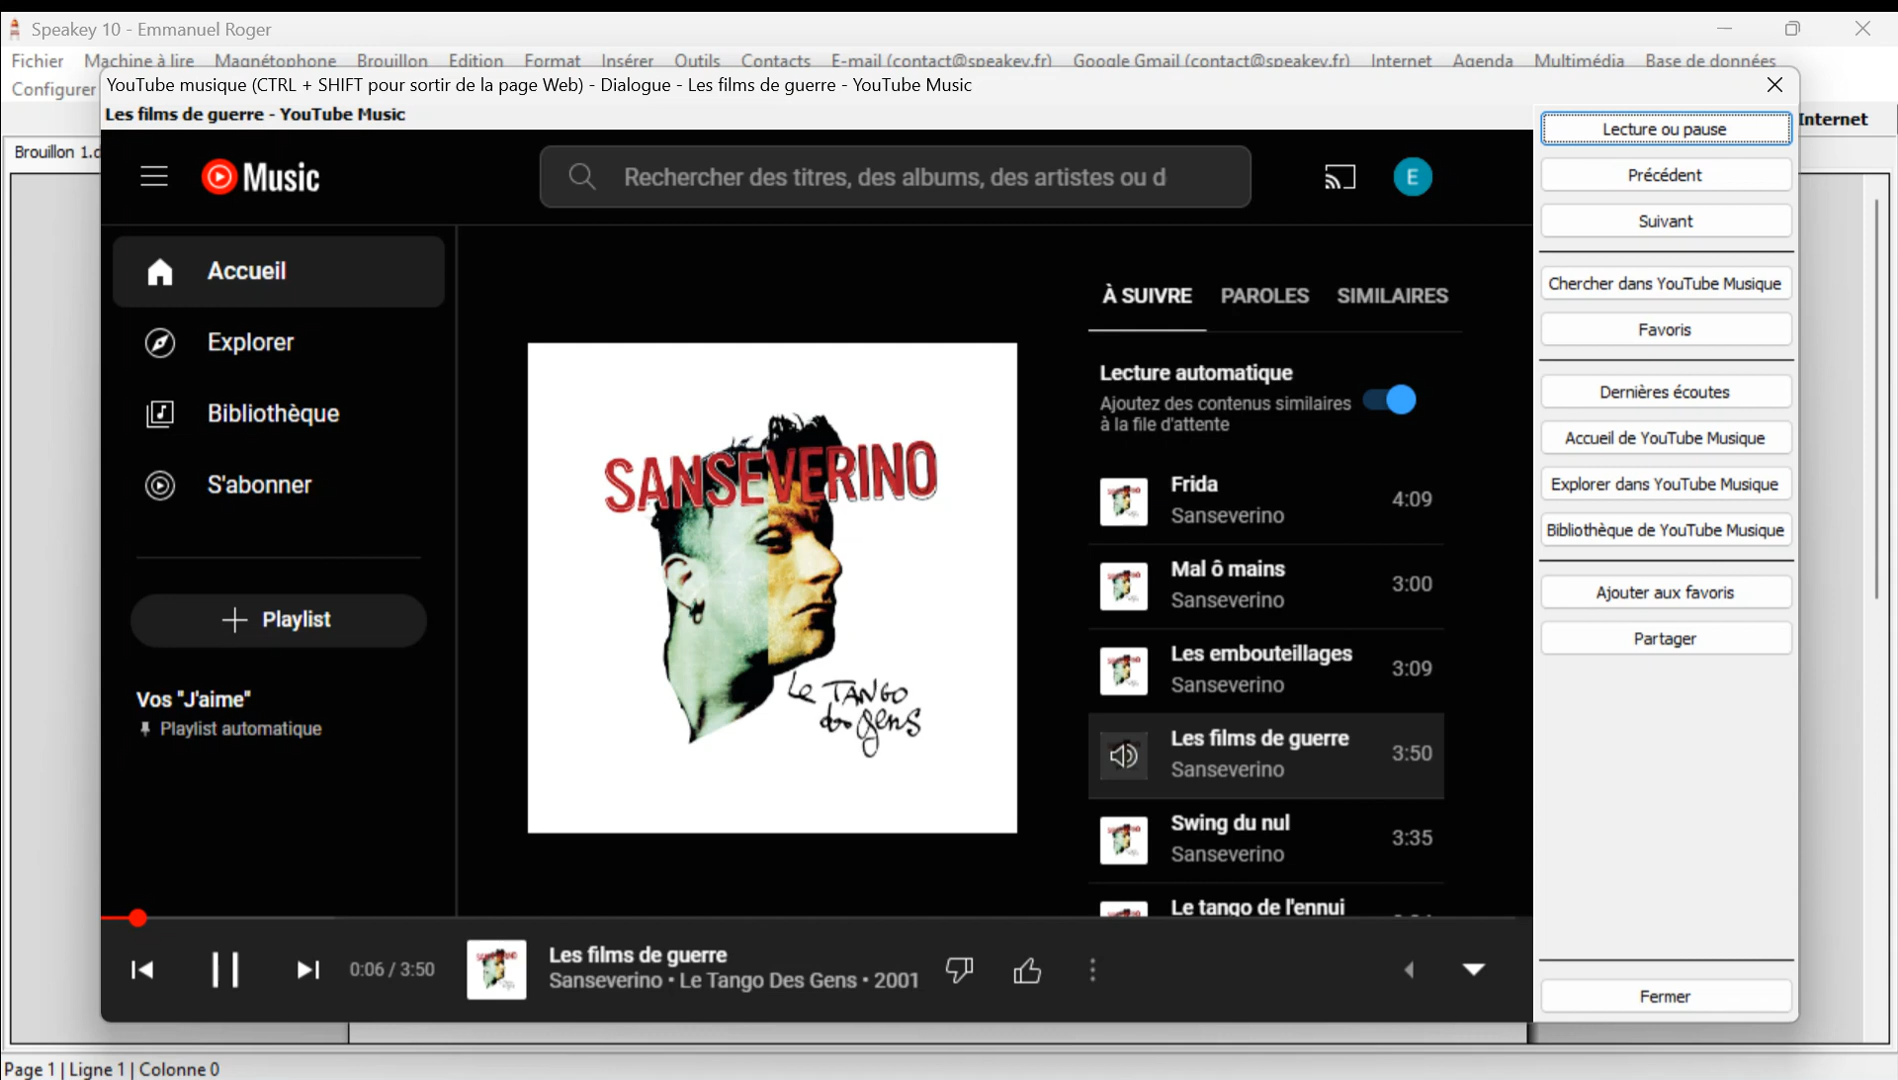 Speakey 10 - Emmanuel Roger
Fichier Machine à lire Magnétophone Brouillon Edition Format Insérer Outils Contacts E-mail (contact@speakey.fr) Google Gmail (contact@speakey.fr) Internet Agenda Multimédia Base de données
Configurer
YouTube musique (CTRL + SHIFT pour sortir de la page Web) - Dialogue - Les films de guerre - YouTube Music
Les films de guerre - YouTube Music
Internet
Brouillon 1.
Music
Rechercher des titres, des albums, des artistes ou d
E
Accueil
Explorer
Bibliothèque
S'abonner
Playlist
Vos "J'aime"
Playlist automatique
SANSEVERINO
Le TANGO
des gens
À SUIVRE PAROLES SIMILAIRES
Lecture automatique
Ajoutez des contenus similaires
à la file d'attente
Frida
Sanseverino
4:09
Mal ô mains
Sanseverino
3:00
Les embouteillages
Sanseverino
3:09
Les films de guerre
Sanseverino
3:50
Swing du nul
Sanseverino
3:35
Le tango de l'ennui
0:06 / 3:50
Les films de guerre
Sanseverino • Le Tango Des Gens • 2001
Lecture ou pause
Précédent
Suivant
Chercher dans YouTube Musique
Favoris
Dernières écoutes
Accueil de YouTube Musique
Explorer dans YouTube Musique
Bibliothèque de YouTube Musique
Ajouter aux favoris
Partager
Fermer
Page 1 | Ligne 1 | Colonne 0